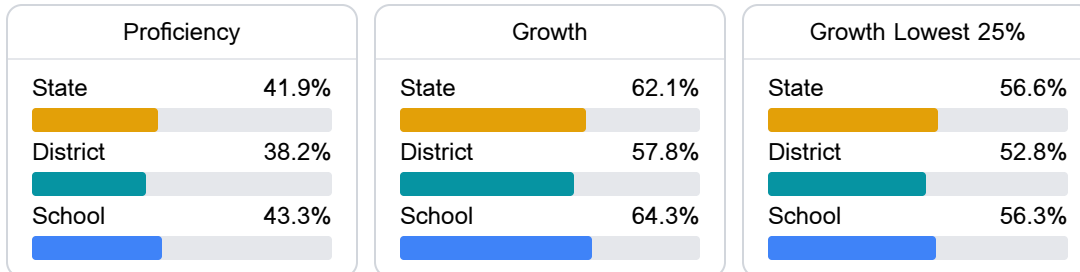 Proficiency
State 41.9%
District 38.2%
School 43.3%
Growth
State 62.1%
District 57.8%
School 64.3%
Growth Lowest 25%
State 56.6%
District 52.8%
School 56.3%